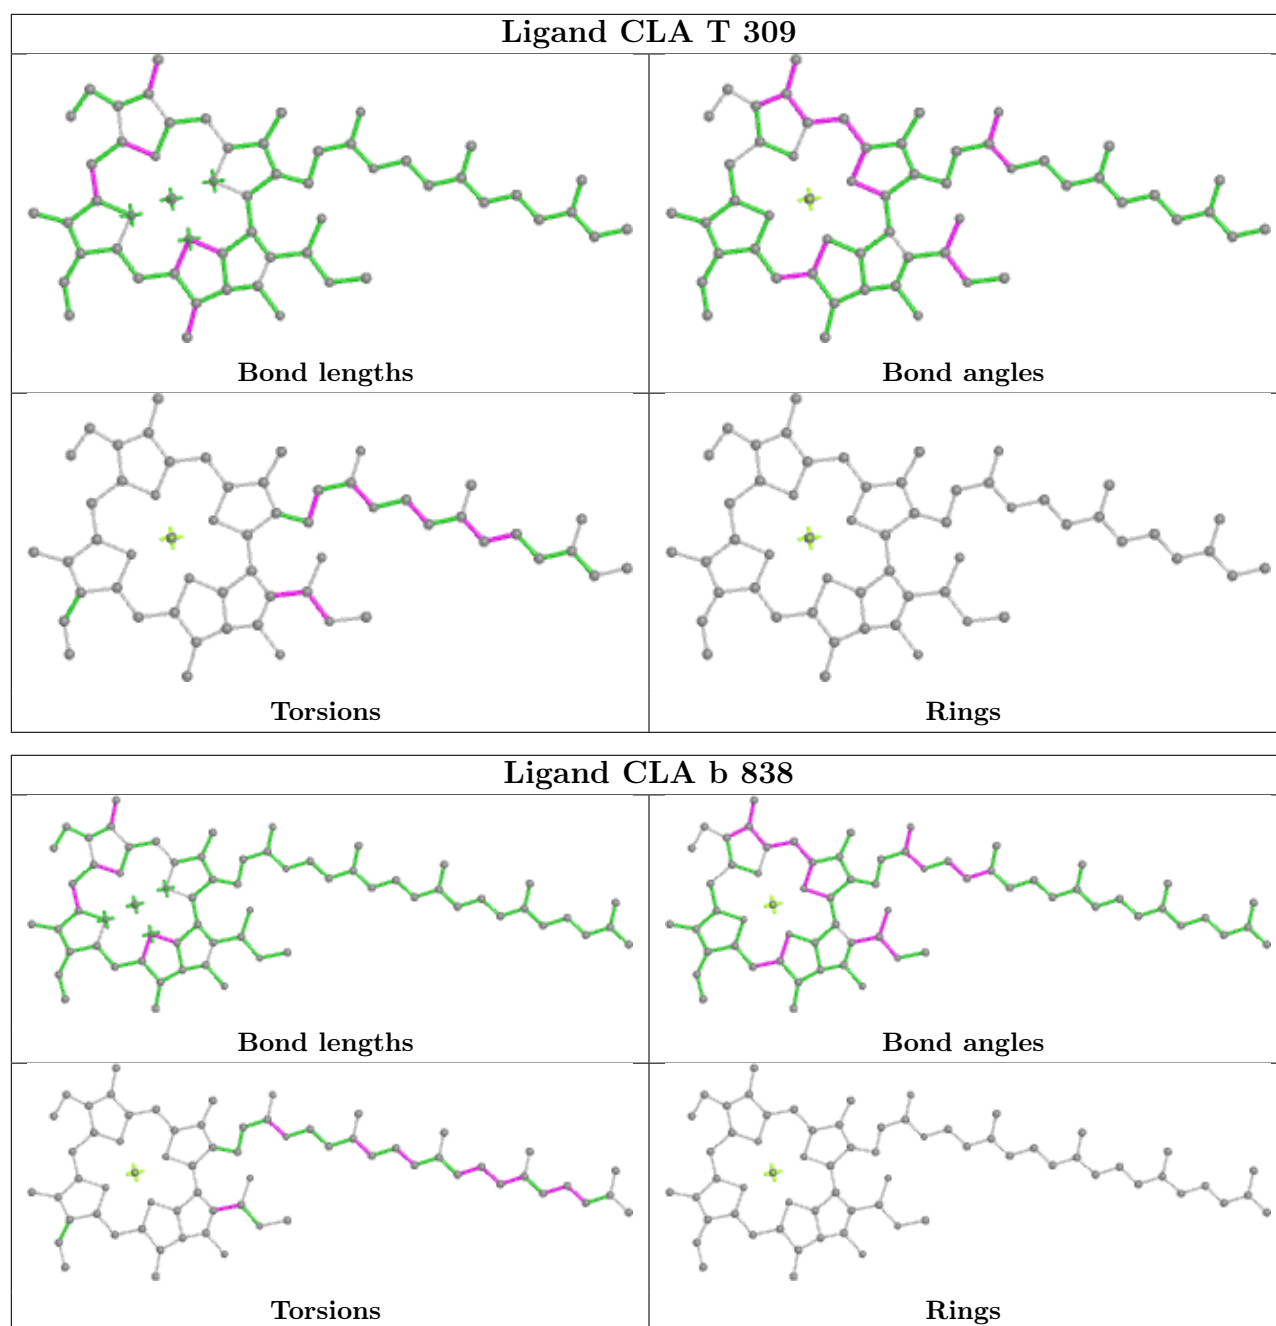 Ligand CLA T 309
Bond lengths
Bond angles
Torsions
Rings
Ligand CLA b 838
Bond lengths
Bond angles
Torsions
Rings